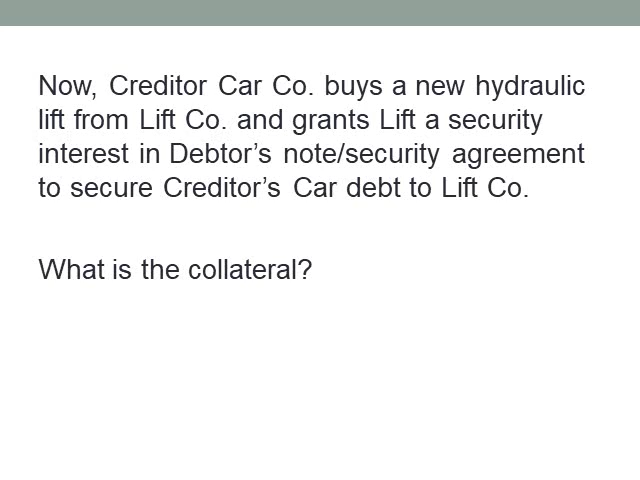 Now, Creditor Car Co. buys a new hydraulic
lift from Lift Co. and grants Lift a security
interest in Debtor’s note/security agreement
to secure Creditor’s Car debt to Lift Co.
What is the collateral?